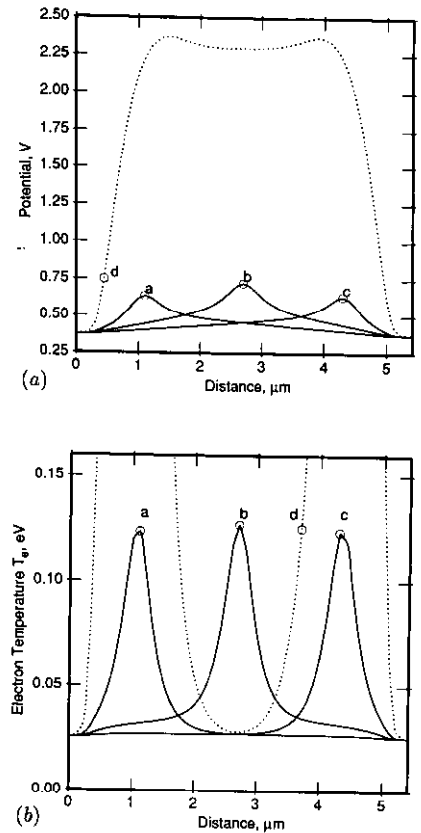 2.50
2.25
2.00
1.75
1.50
1.25
1.00
0.75
0.50
0.25
Potential, V
d
a
b
c
0
1
2
3
4
5
Distance, μm
(a)
0.15
0.10
0.05
0.00
Electron Temperature Tₑ, eV
a
b
d
c
0
1
2
3
4
5
Distance, μm
(b)